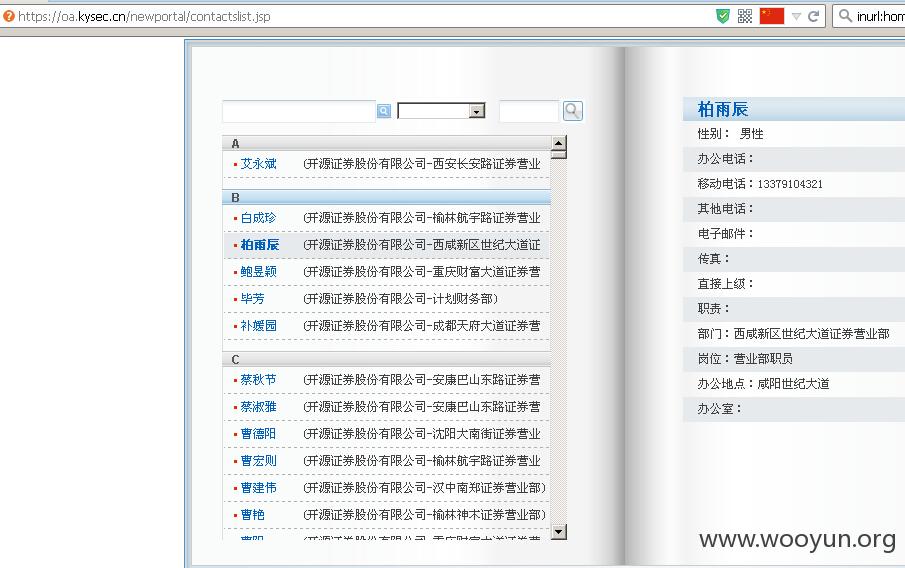 https://oa.kysec.cn/newportal/contactslist.jsp
inurl:hom
A
艾永斌 (开源证券股份有限公司-西安长安路证券营业
B
白成珍 (开源证券股份有限公司-榆林航宇路证券营业
柏雨辰 (开源证券股份有限公司-西咸新区世纪大道证
鲍昱颖 (开源证券股份有限公司-重庆财富大道证券营
毕芳 (开源证券股份有限公司-计划财务部)
补媛园 (开源证券股份有限公司-成都天府大道证券营
C
蔡秋节 (开源证券股份有限公司-安康巴山东路证券营
蔡淑雅 (开源证券股份有限公司-安康巴山东路证券营
曹德阳 (开源证券股份有限公司-沈阳大南街证券营业
曹宏则 (开源证券股份有限公司-榆林航宇路证券营业
曹建伟 (开源证券股份有限公司-汉中南郑证券营业部)
曹艳 (开源证券股份有限公司-榆林神木证券营业部)
柏雨辰
性别： 男性
办公电话：
移动电话：13379104321
其他电话：
电子邮件：
传真：
直接上级：
职责：
部门：西咸新区世纪大道证券营业部
岗位：营业部职员
办公地点：咸阳世纪大道
办公室：
www.wooyun.org